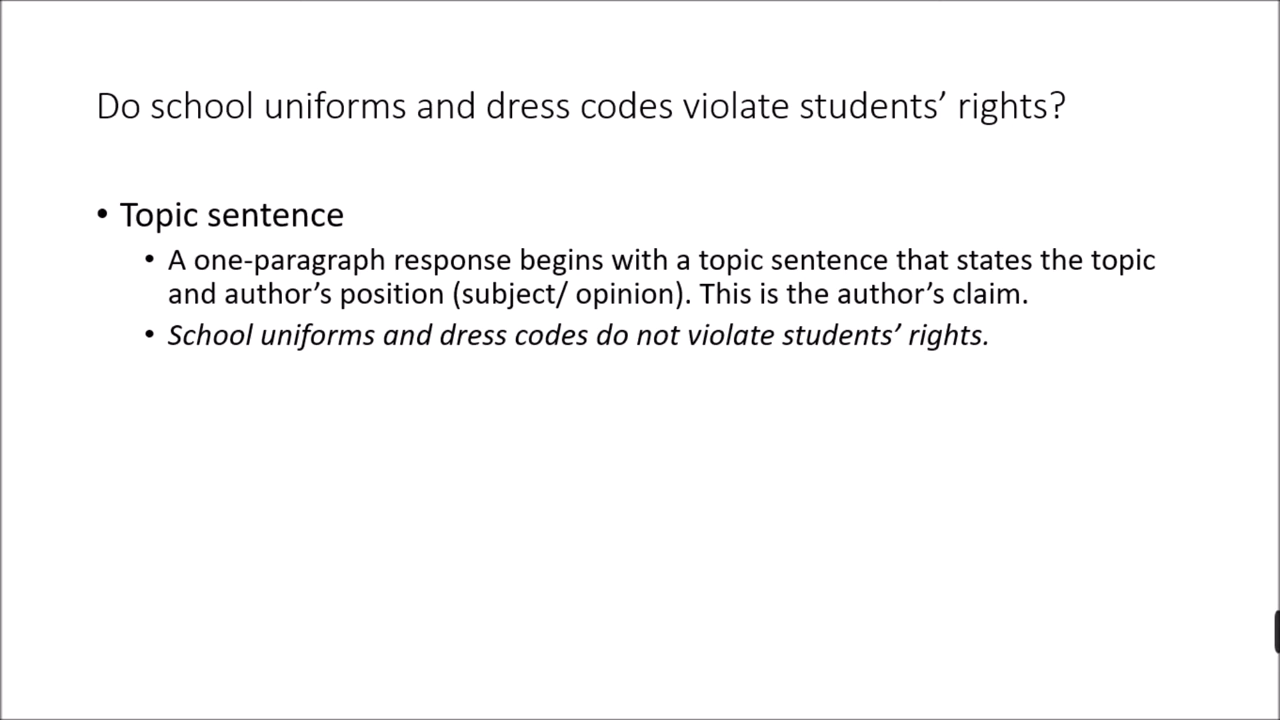 Do school uniforms and dress codes violate students’ rights?
• Topic sentence
• A one-paragraph response begins with a topic sentence that states the topic
and author’s position (subject/ opinion). This is the author’s claim.
• School uniforms and dress codes do not violate students’ rights.